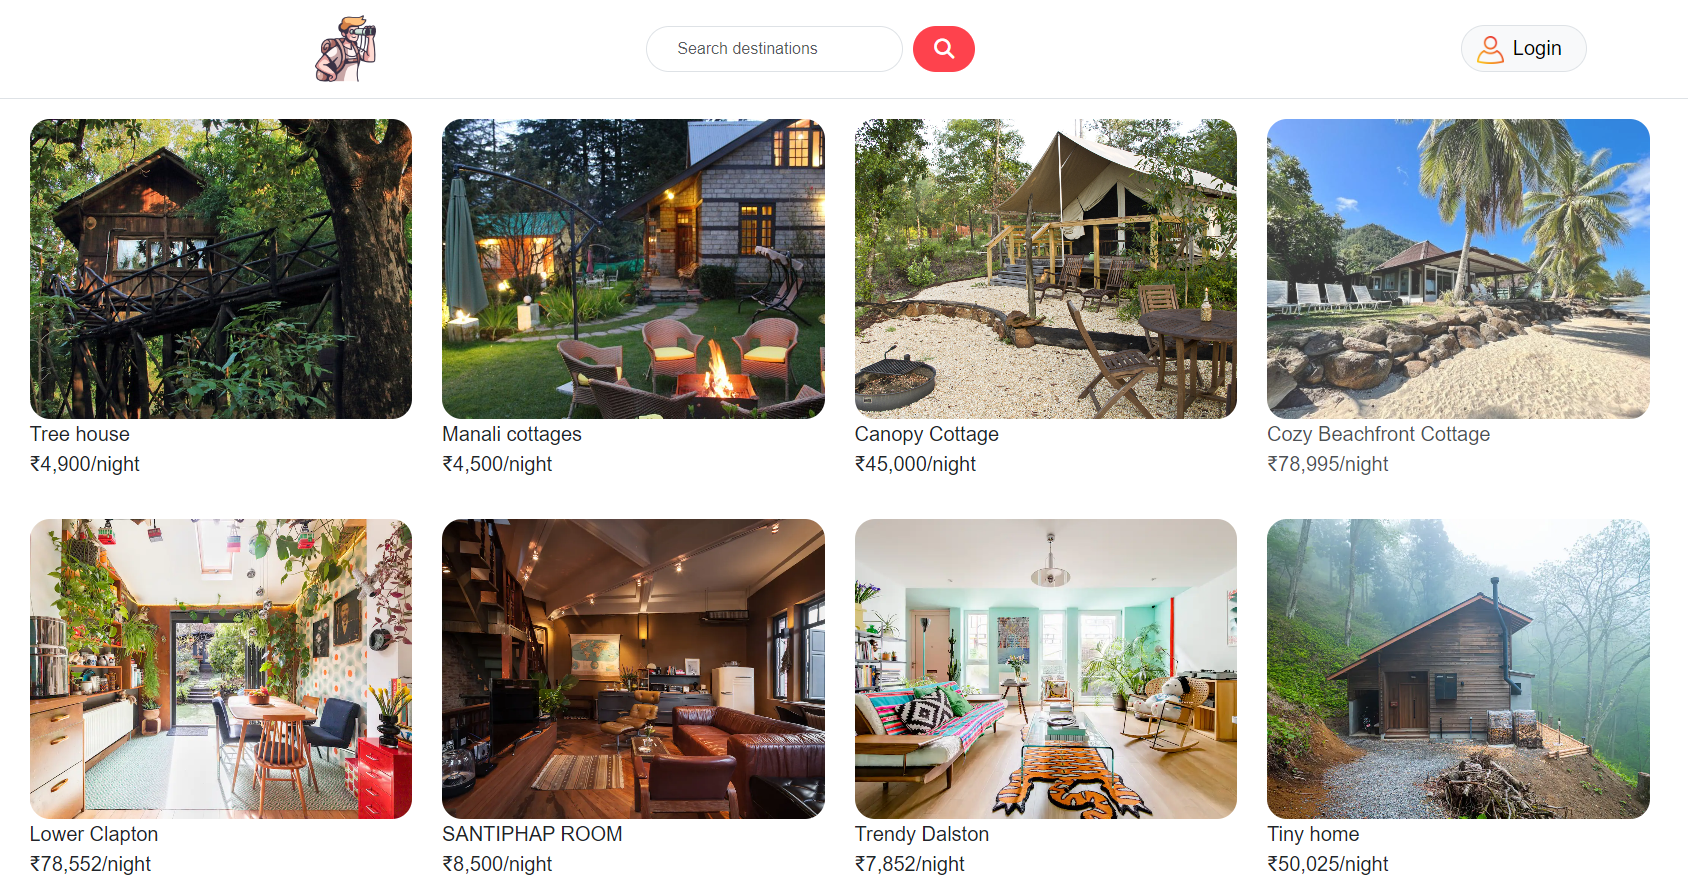 Search destinations
Login
Tree house
₹4,900/night
Manali cottages
₹4,500/night
Canopy Cottage
₹45,000/night
Cozy Beachfront Cottage
₹78,995/night
Lower Clapton
₹78,552/night
SANTIPHAP ROOM
₹8,500/night
Trendy Dalston
₹7,852/night
Tiny home
₹50,025/night